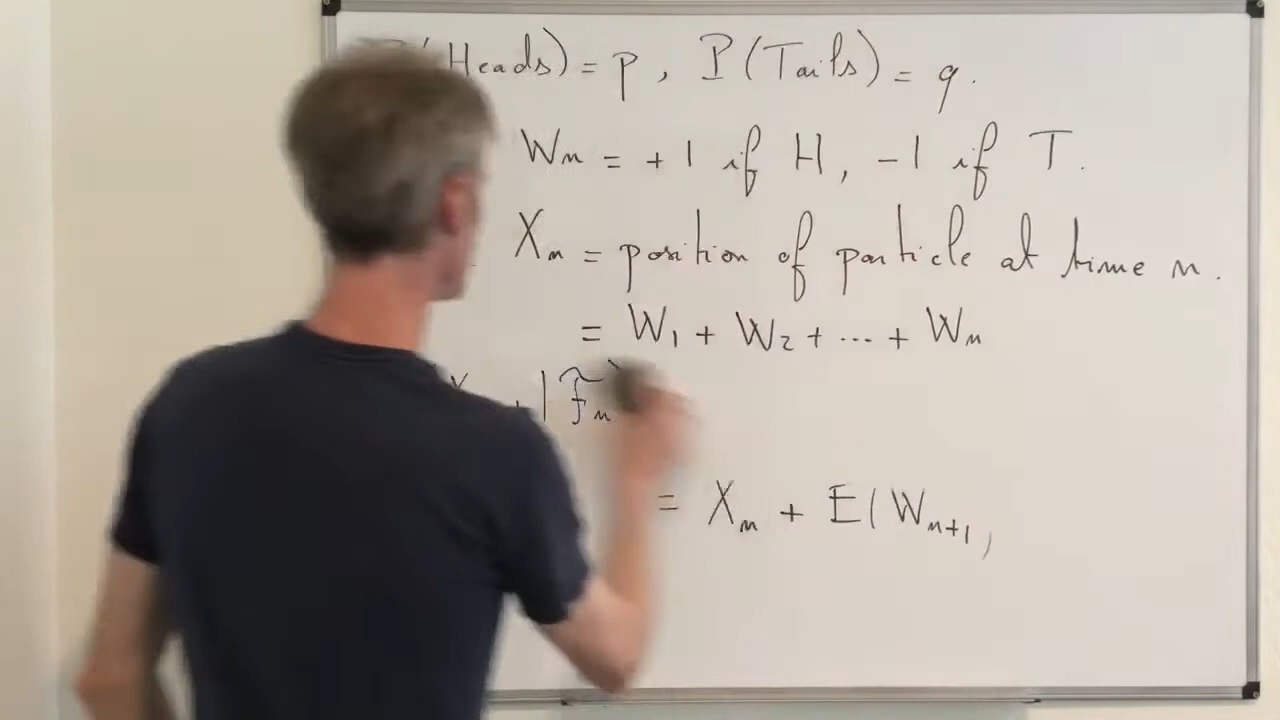 (Heads) = p , P(Tails) = q.
Wn = +1 if H, -1 if T.
Xn = position of particle at time n.
= W1 + W2 + ... + Wn
| Fn
= Xn + E(Wn+1)